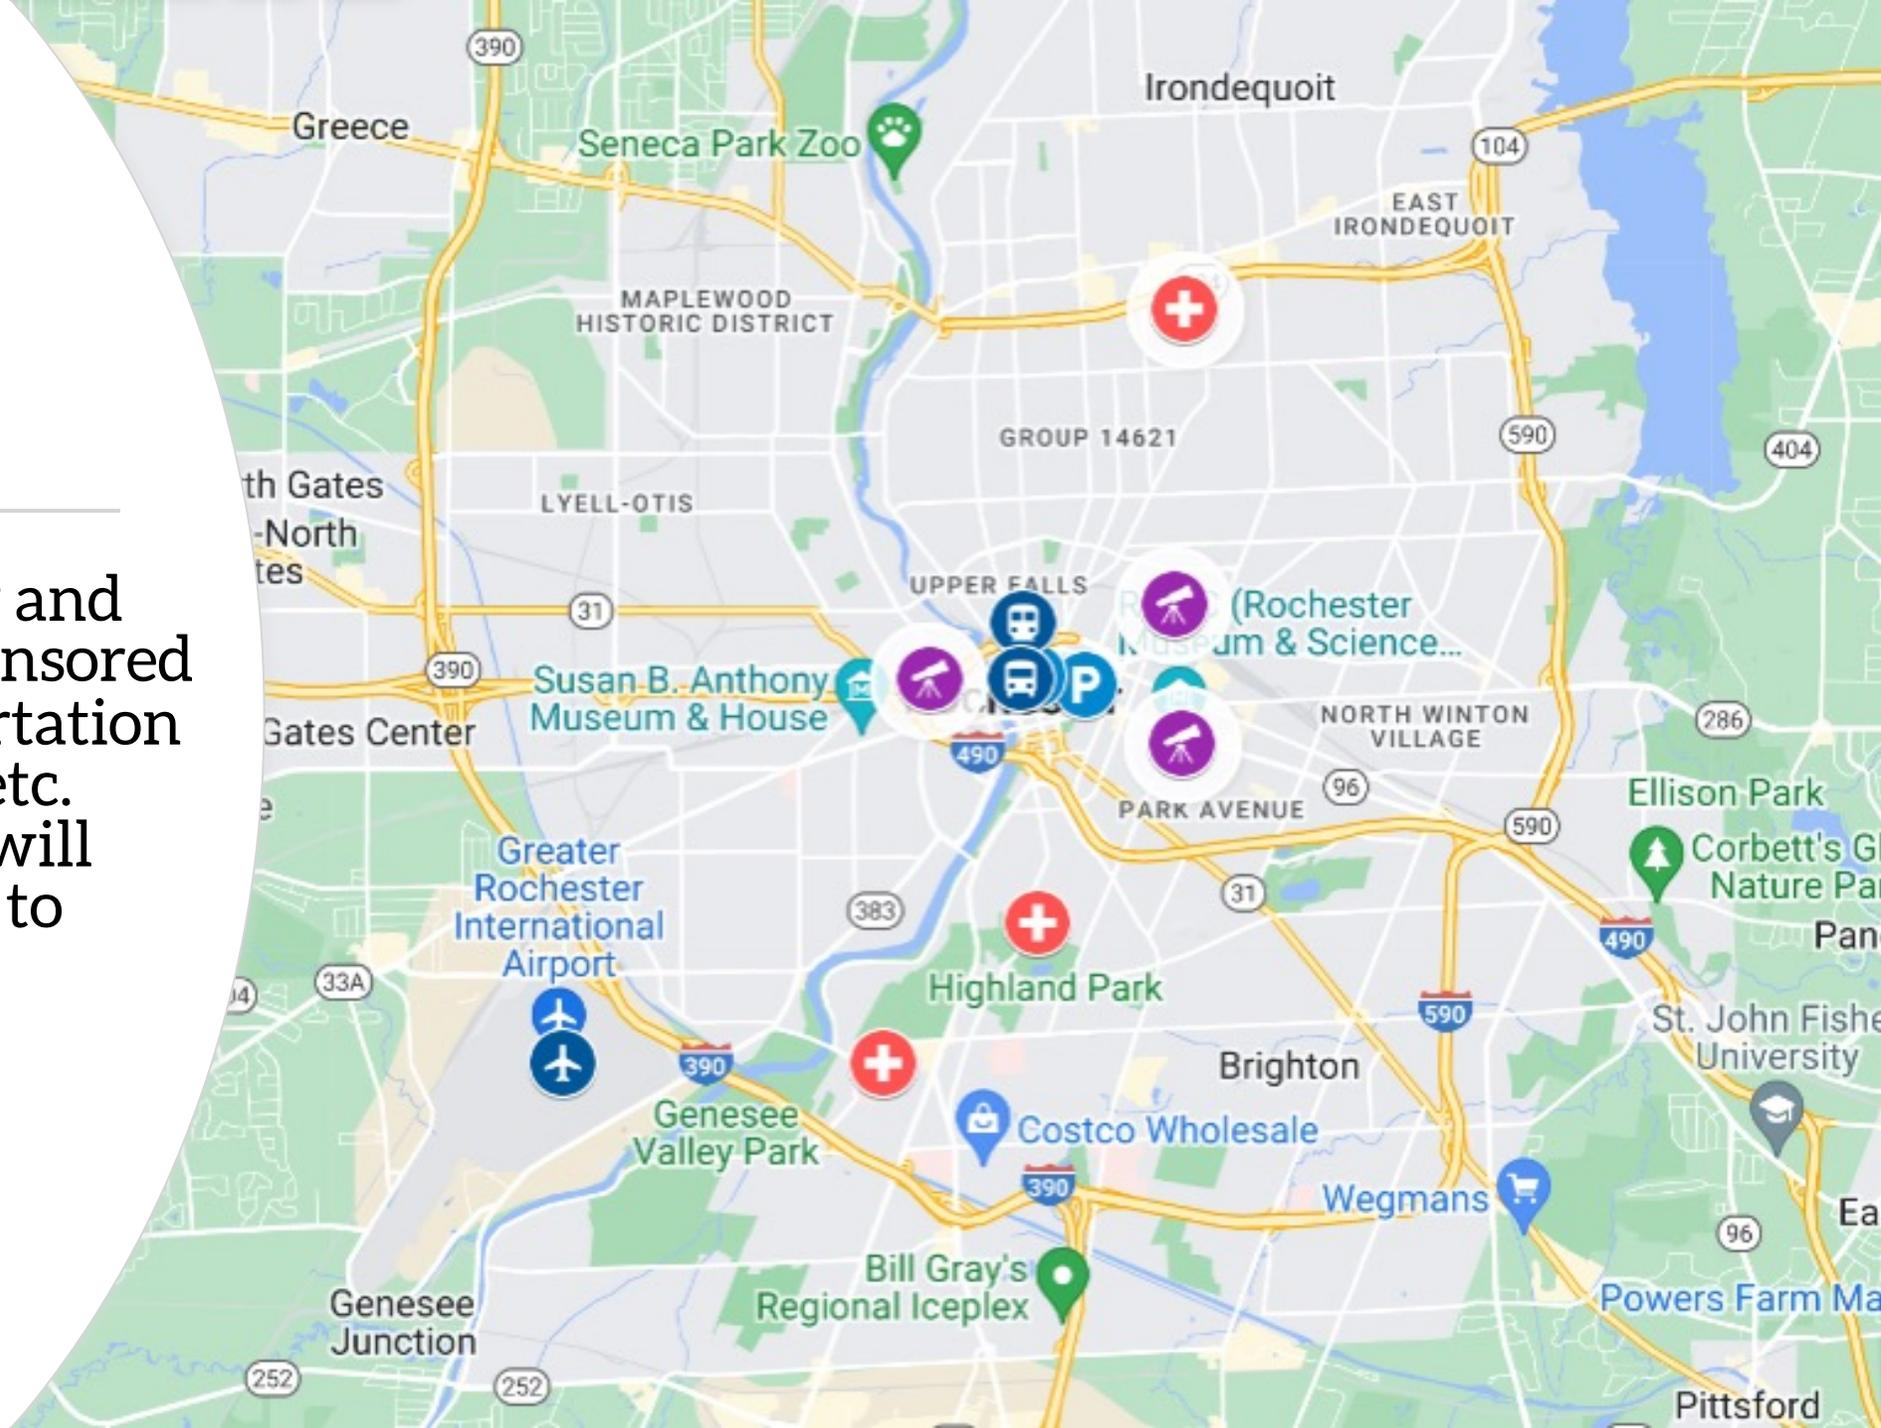 and
nsored
rtation
etc.
will
to
390
Greece
Seneca Park Zoo
Irondequoit
104
EAST
IRONDEQUOIT
MAPLEWOOD
HISTORIC DISTRICT
GROUP 14621
590
404
th Gates
-North
tes
LYELL-OTIS
UPPER FALLS
31
(Rochester
um & Science...
390
Susan B. Anthony
Museum & House
P
Gates Center
490
NORTH WINTON
VILLAGE
286
96
PARK AVENUE
590
Ellison Park
Corbett's Gl
Nature Par
Greater
Rochester
International
Airport
383
31
490
Pan
33A
Highland Park
590
St. John Fishe
University
390
Brighton
Genesee
Valley Park
Costco Wholesale
390
Wegmans
96
Ea
Bill Gray's
Regional Iceplex
Powers Farm Ma
Genesee
Junction
252
252
Pittsford